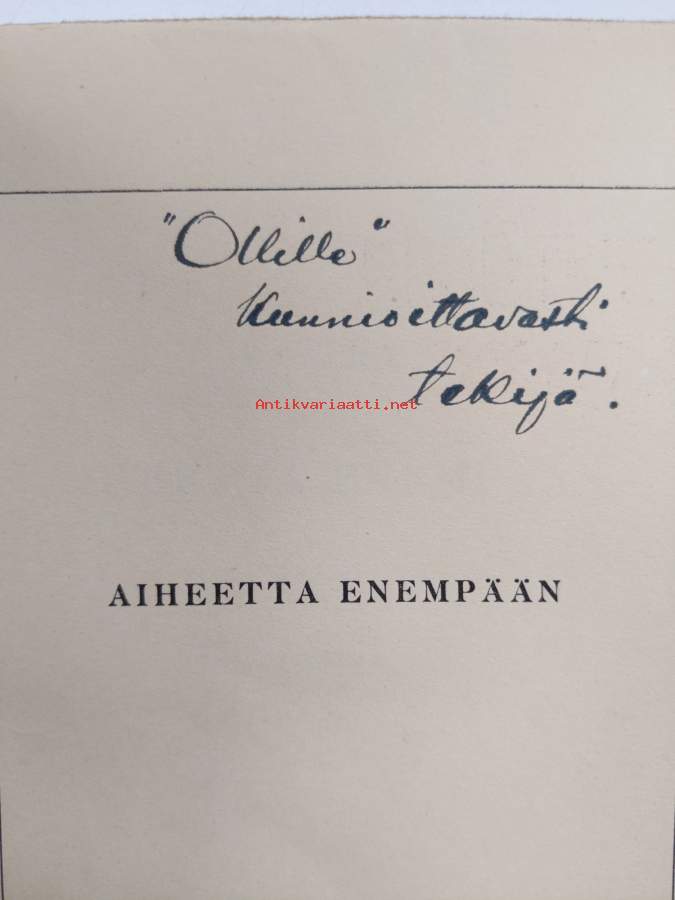 "Ollille"
Kunnioittavasti
tekijä.
Antikvariaatti.net
AIHEETTA ENEMPÄÄN